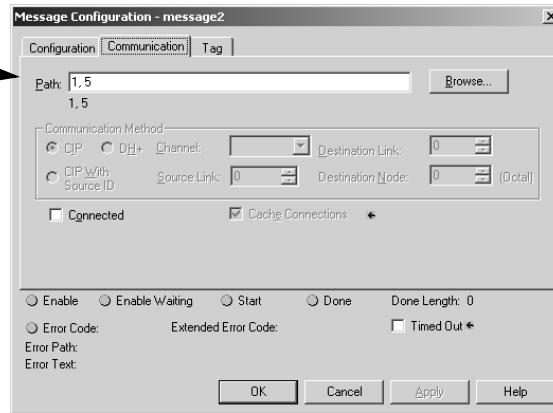 Message Configuration - message2
Configuration Communication Tag
Path: 1, 5 Browse...
1, 5
Communication Method
CIP DH+ Channel: Destination Link: 0
CIP With
Source ID Source Link: 0 Destination Node: 0 (Octal)
Connected Cache Connections
Enable Enable Waiting Start Done Done Length: 0
Error Code: Extended Error Code: Timed Out
Error Path:
Error Text:
OK Cancel Apply Help